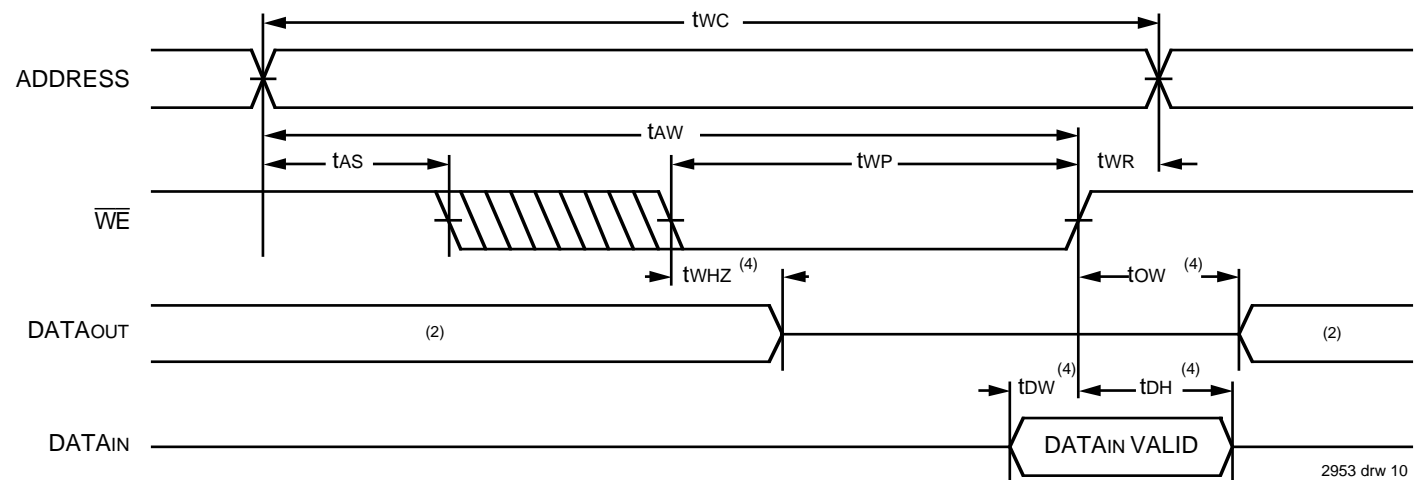 tWC
ADDRESS
tAW
tAS
tWP
tWR
WE
tWHZ (4)
tOW (4)
DATAOUT
(2)
(2)
tDW (4)
tDH (4)
DATAIN
DATAIN VALID
2953 drw 10